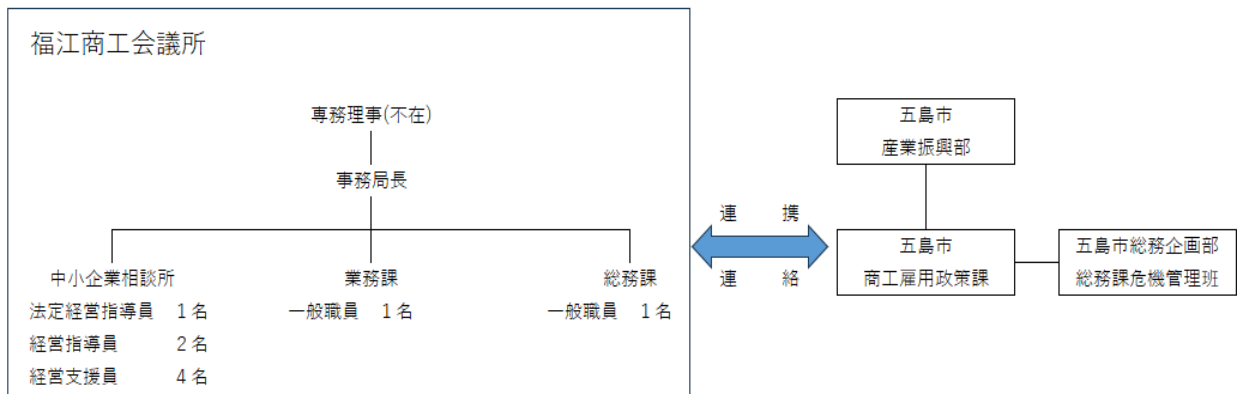 福江商工会議所
専務理事(不在)
事務局長
中小企業相談所
法定経営指導員 1名
経営指導員 2名
経営支援員 4名
業務課
一般職員 1名
総務課
一般職員 1名
連 携
連 絡
五島市
産業振興部
五島市
商工雇用政策課
五島市総務企画部
総務課危機管理班